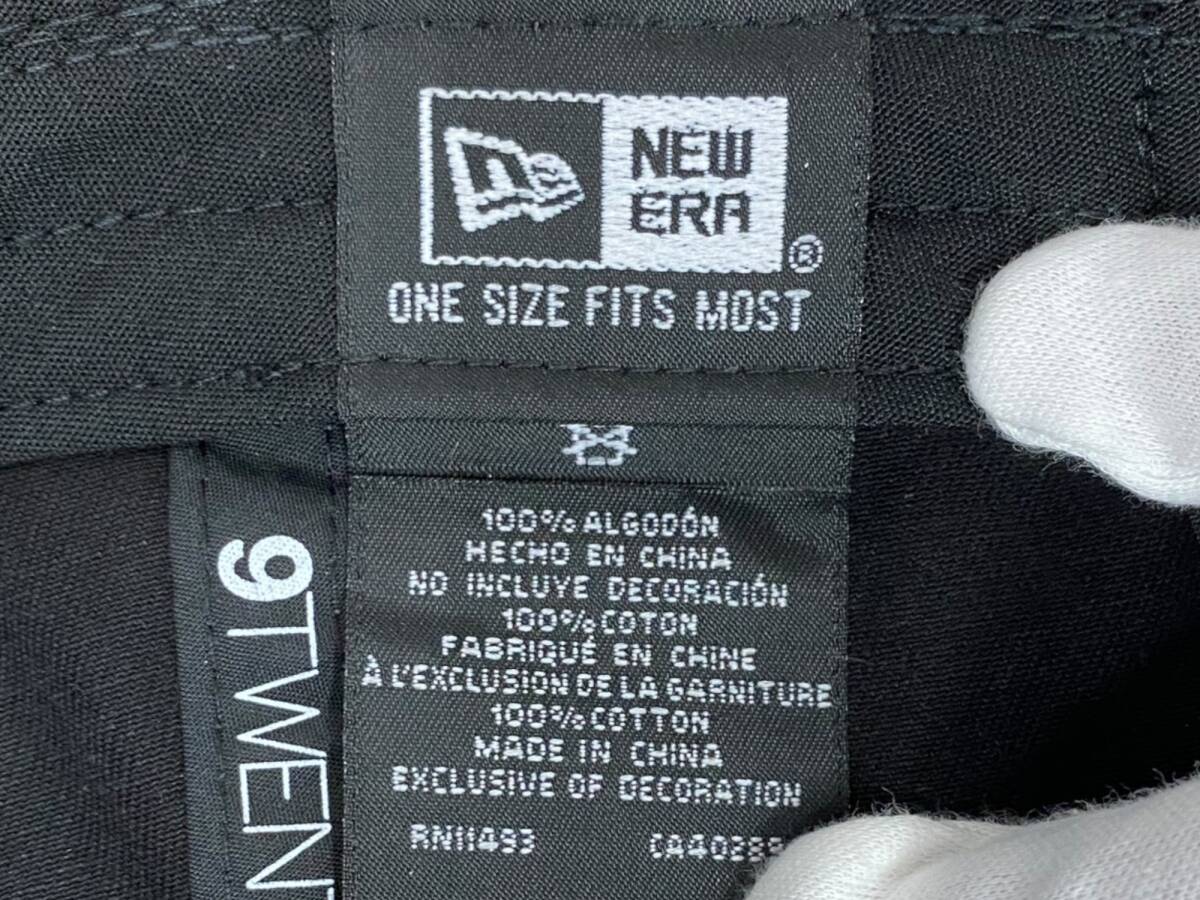 NEW
ERA
®
ONE SIZE FITS MOST
100% ALGODÓN
HECHO EN CHINA
NO INCLUYE DECORACIÓN
100% COTON
FABRIQUÉ EN CHINE
À L'EXCLUSION DE LA GARNITURE
100% COTTON
MADE IN CHINA
EXCLUSIVE OF DECORATION
RN11493
9TWENT